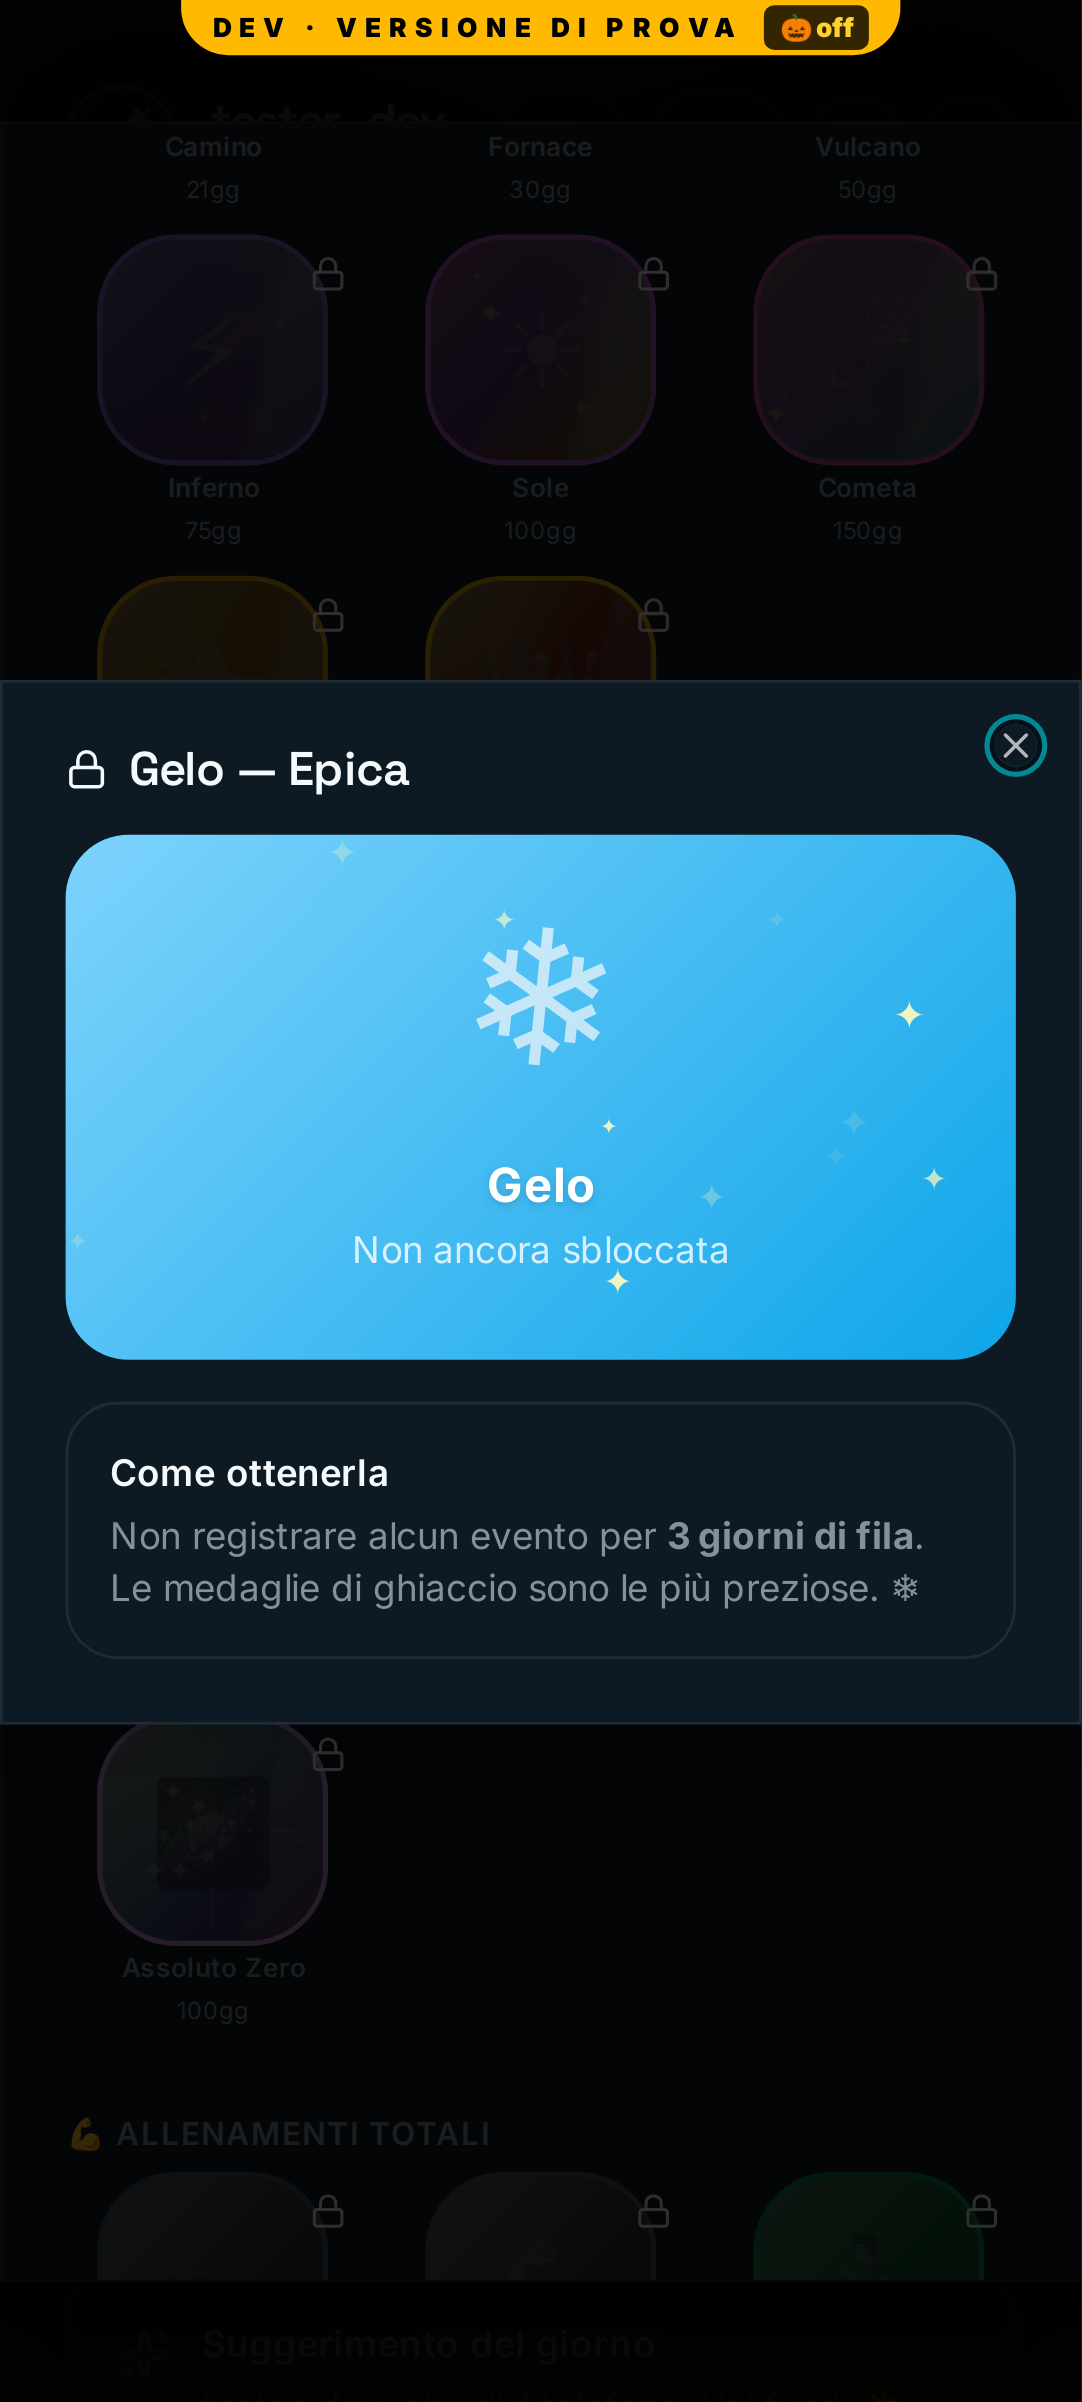 DEV · VERSIONE DI PROVA 🎃 off
tester_dev
Camino Fornace Vulcano
21gg 30gg 50gg
Inferno Sole Cometa
75gg 100gg 150gg
Gelo — Epica
Gelo
Non ancora sbloccata
Come ottenerla
Non registrare alcun evento per 3 giorni di fila.
Le medaglie di ghiaccio sono le più preziose. ❄
Assoluto Zero
100gg
💪 ALLENAMENTI TOTALI
Suggerimento del giorno